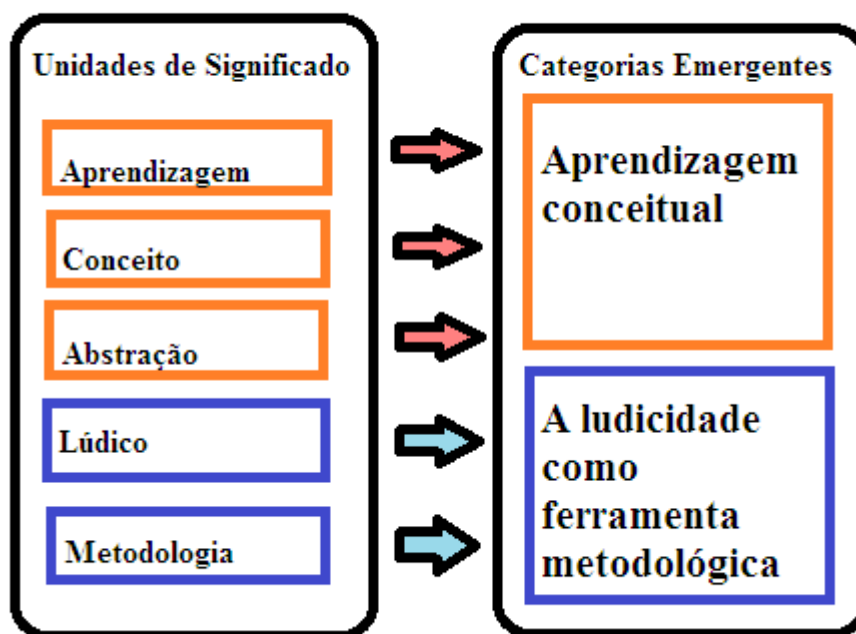 Unidades de Significado
Aprendizagem
Conceito
Abstração
Lúdico
Metodologia
Categorias Emergentes
Aprendizagem
conceitual
A ludicidade
como
ferramenta
metodológica